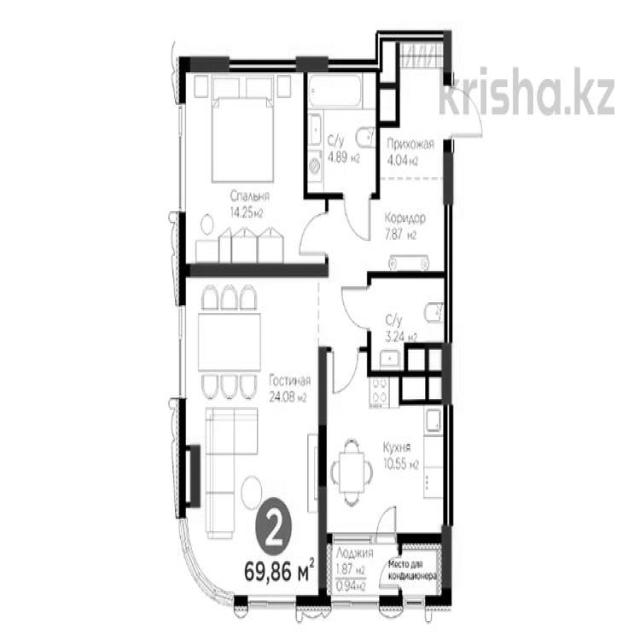 krisha.kz
с/у
4.89 м2
Прихожая
4.04 м2
Спальня
14.25 м2
Коридор
7.87 м2
с/у
3.24 м2
Гостиная
24.08 м2
Кухня
10.55 м2
2
69,86 м²
Лоджия
1.87 м2
0.94 м2
Место для
кондиционера